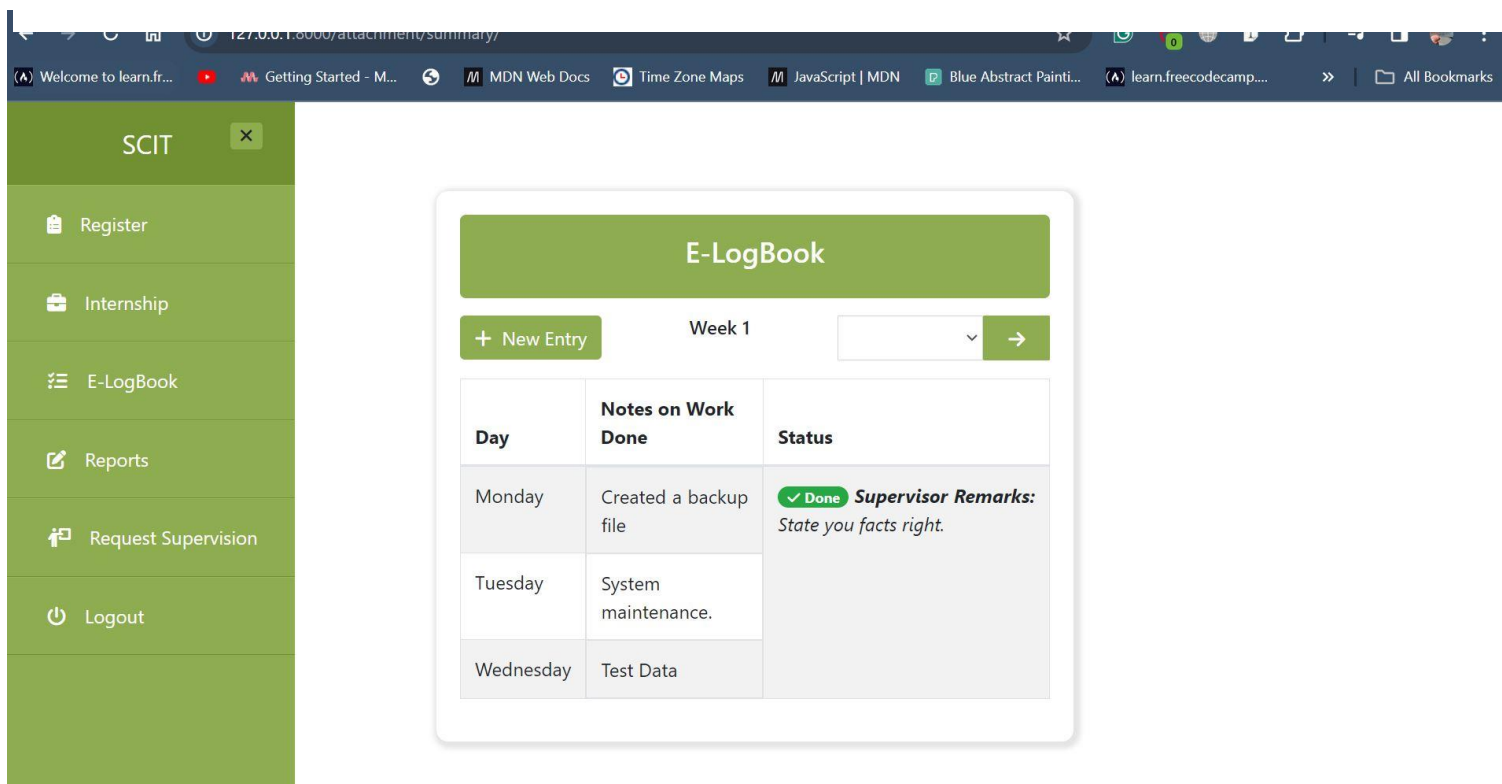 127.0.0.1:8000/attachment/summary/
0
Welcome to learn.fr... Getting Started - M... MDN Web Docs Time Zone Maps JavaScript | MDN Blue Abstract Painti... learn.freecodecamp.... » All Bookmarks
SCIT
Register
Internship
E-LogBook
Reports
Request Supervision
Logout
E-LogBook
+ New Entry
Week 1
Day
Notes on Work
Done
Status
Monday
Created a backup
file
Done Supervisor Remarks:
State you facts right.
Tuesday
System
maintenance.
Wednesday
Test Data